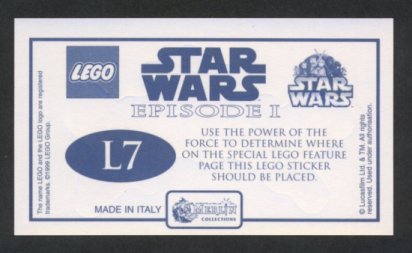 LEGO
STAR
WARS
EPISODE I
STAR
WARS
L7
USE THE POWER OF THE
FORCE TO DETERMINE WHERE
ON THE SPECIAL LEGO FEATURE
PAGE THIS LEGO STICKER
SHOULD BE PLACED.
MADE IN ITALY
MERLIN
COLLECTIONS
The name LEGO and the LEGO logo are registered
trademarks. ©1999 LEGO Group.
© Lucasfilm Ltd. & TM. All rights
reserved. Used under authorisation.